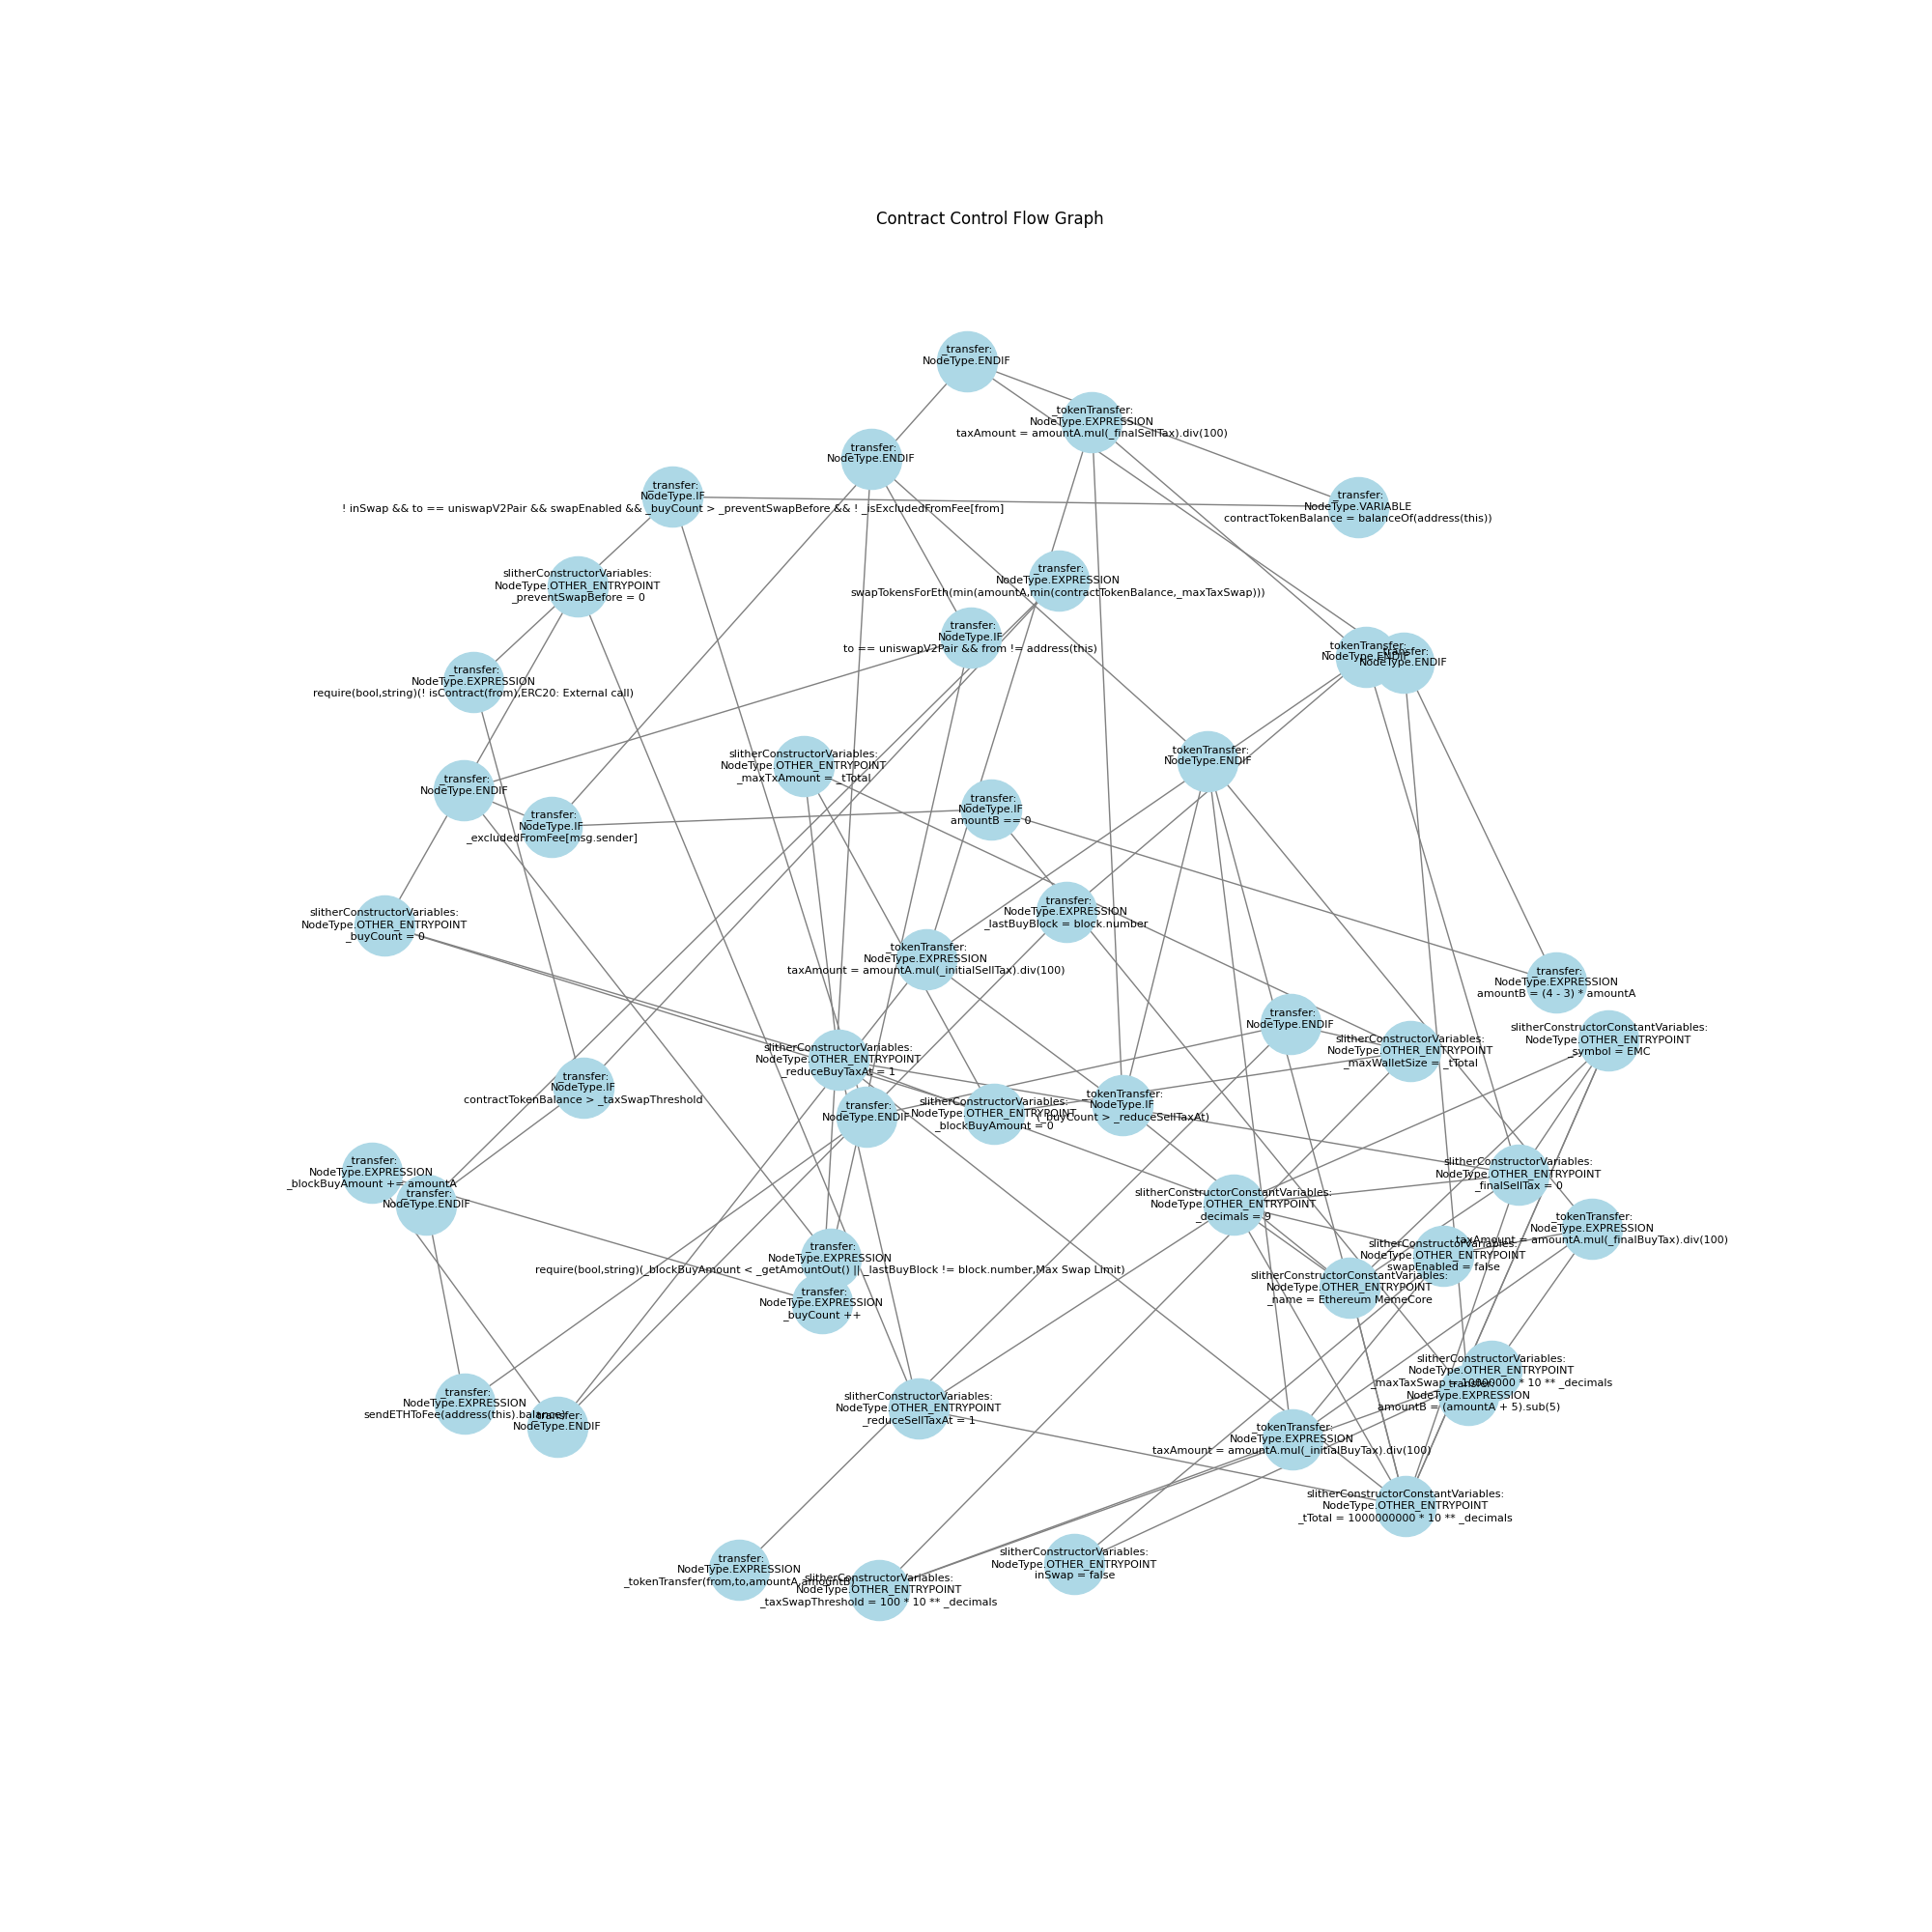 Contract Control Flow Graph
_transfer:
NodeType.ENDIF
_tokenTransfer:
NodeType.EXPRESSION
taxAmount = amountA.mul(_finalSellTax).div(100)
_transfer:
NodeType.ENDIF
_transfer:
NodeType.IF
! inSwap && to == uniswapV2Pair && swapEnabled && _buyCount > _preventSwapBefore && ! _isExcludedFromFee[from]
_transfer:
NodeType.VARIABLE
contractTokenBalance = balanceOf(address(this))
slitherConstructorVariables:
NodeType.OTHER_ENTRYPOINT
_preventSwapBefore = 0
_transfer:
NodeType.EXPRESSION
swapTokensForEth(min(amountA,min(contractTokenBalance,_maxTaxSwap)))
_transfer:
NodeType.IF
to == uniswapV2Pair && from != address(this)
_tokenTransfer:
NodeType.ENDIF
_transfer:
NodeType.ENDIF
_transfer:
NodeType.EXPRESSION
require(bool,string)(! isContract(from),ERC20: External call)
slitherConstructorVariables:
NodeType.OTHER_ENTRYPOINT
_maxTxAmount = _tTotal
_tokenTransfer:
NodeType.ENDIF
_transfer:
NodeType.ENDIF
_transfer:
NodeType.IF
_excludedFromFee[msg.sender]
_transfer:
NodeType.IF
amountB == 0
slitherConstructorVariables:
NodeType.OTHER_ENTRYPOINT
_buyCount = 0
_transfer:
NodeType.EXPRESSION
_lastBuyBlock = block.number
_tokenTransfer:
NodeType.EXPRESSION
taxAmount = amountA.mul(_initialSellTax).div(100)
_transfer:
NodeType.EXPRESSION
amountB = (4 - 3) * amountA
_transfer:
NodeType.ENDIF
slitherConstructorConstantVariables:
NodeType.OTHER_ENTRYPOINT
_symbol = EMC
slitherConstructorVariables:
NodeType.OTHER_ENTRYPOINT
_maxWalletSize = _tTotal
slitherConstructorVariables:
NodeType.OTHER_ENTRYPOINT
_reduceBuyTaxAt = 1
_transfer:
NodeType.IF
contractTokenBalance > _taxSwapThreshold
_transfer:
NodeType.ENDIF
slitherConstructorVariables:
NodeType.OTHER_ENTRYPOINT
_blockBuyAmount = 0
_tokenTransfer:
NodeType.IF
(_buyCount > _reduceSellTaxAt)
_transfer:
NodeType.EXPRESSION
_blockBuyAmount += amountA
_transfer:
NodeType.ENDIF
slitherConstructorVariables:
NodeType.OTHER_ENTRYPOINT
_finalSellTax = 0
slitherConstructorConstantVariables:
NodeType.OTHER_ENTRYPOINT
_decimals = 9
_tokenTransfer:
NodeType.EXPRESSION
taxAmount = amountA.mul(_finalBuyTax).div(100)
slitherConstructorVariables:
NodeType.OTHER_ENTRYPOINT
swapEnabled = false
_transfer:
NodeType.EXPRESSION
require(bool,string)(_blockBuyAmount < _getAmountOut() || _lastBuyBlock != block.number,Max Swap Limit)
slitherConstructorConstantVariables:
NodeType.OTHER_ENTRYPOINT
_name = Ethereum MemeCore
_transfer:
NodeType.EXPRESSION
_buyCount ++
slitherConstructorVariables:
NodeType.OTHER_ENTRYPOINT
_maxTaxSwap = 10000000 * 10 ** _decimals
_transfer:
NodeType.EXPRESSION
amountB = (amountA + 5).sub(5)
_transfer:
NodeType.EXPRESSION
sendETHToFee(address(this).balance)
_transfer:
NodeType.ENDIF
slitherConstructorVariables:
NodeType.OTHER_ENTRYPOINT
_reduceSellTaxAt = 1
_tokenTransfer:
NodeType.EXPRESSION
taxAmount = amountA.mul(_initialBuyTax).div(100)
slitherConstructorConstantVariables:
NodeType.OTHER_ENTRYPOINT
_tTotal = 1000000000 * 10 ** _decimals
_transfer:
NodeType.EXPRESSION
_tokenTransfer(from,to,amountA,amountB)
slitherConstructorVariables:
NodeType.OTHER_ENTRYPOINT
_taxSwapThreshold = 100 * 10 ** _decimals
slitherConstructorVariables:
NodeType.OTHER_ENTRYPOINT
inSwap = false